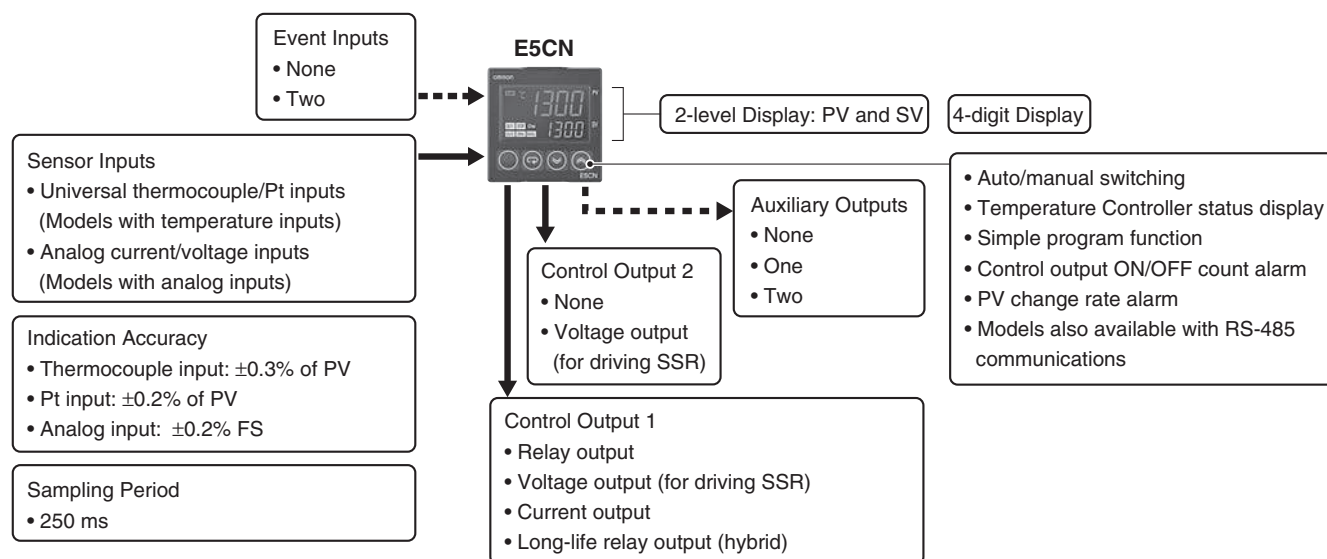 Event Inputs
• None
• Two
E5CN
OMRON
1300
PV
1300
SV
E5CN
2-level Display: PV and SV
4-digit Display
Sensor Inputs
• Universal thermocouple/Pt inputs
(Models with temperature inputs)
• Analog current/voltage inputs
(Models with analog inputs)
• Auto/manual switching
• Temperature Controller status display
• Simple program function
• Control output ON/OFF count alarm
• PV change rate alarm
• Models also available with RS-485
communications
Auxiliary Outputs
• None
• One
• Two
Control Output 2
• None
• Voltage output
(for driving SSR)
Indication Accuracy
• Thermocouple input: ±0.3% of PV
• Pt input: ±0.2% of PV
• Analog input: ±0.2% FS
Control Output 1
• Relay output
• Voltage output (for driving SSR)
• Current output
• Long-life relay output (hybrid)
Sampling Period
• 250 ms